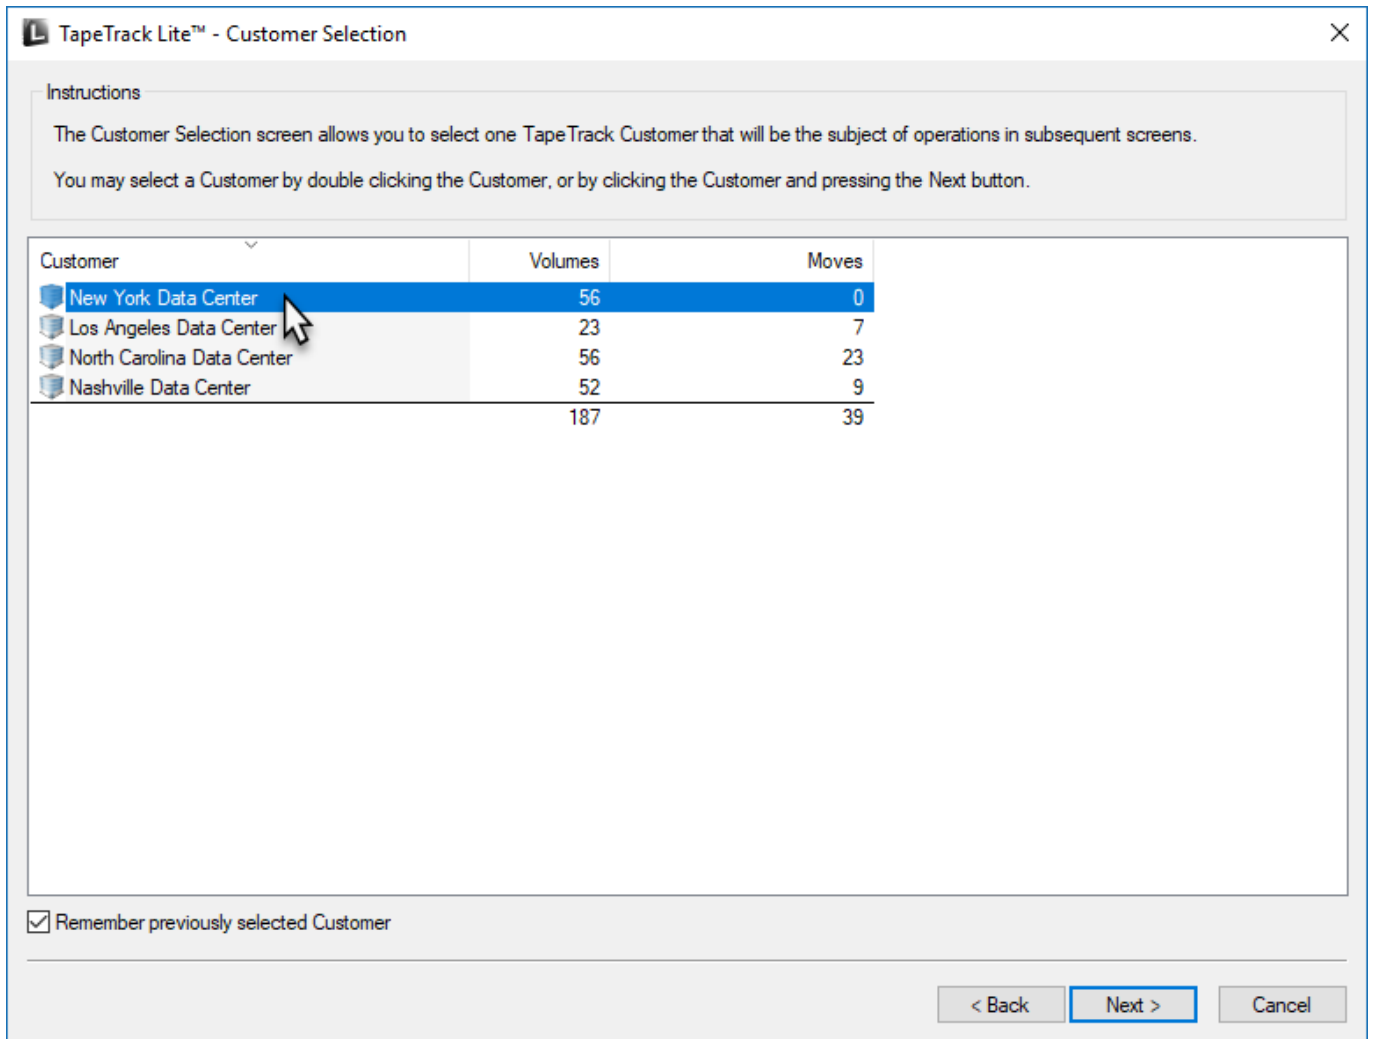 TapeTrack Lite™ - Customer Selection
Instructions
The Customer Selection screen allows you to select one TapeTrack Customer that will be the subject of operations in subsequent screens.
You may select a Customer by double clicking the Customer, or by clicking the Customer and pressing the Next button.
Customer Volumes Moves
New York Data Center 56 0
Los Angeles Data Center 23 7
North Carolina Data Center 56 23
Nashville Data Center 52 9
187 39
Remember previously selected Customer
< Back Next > Cancel